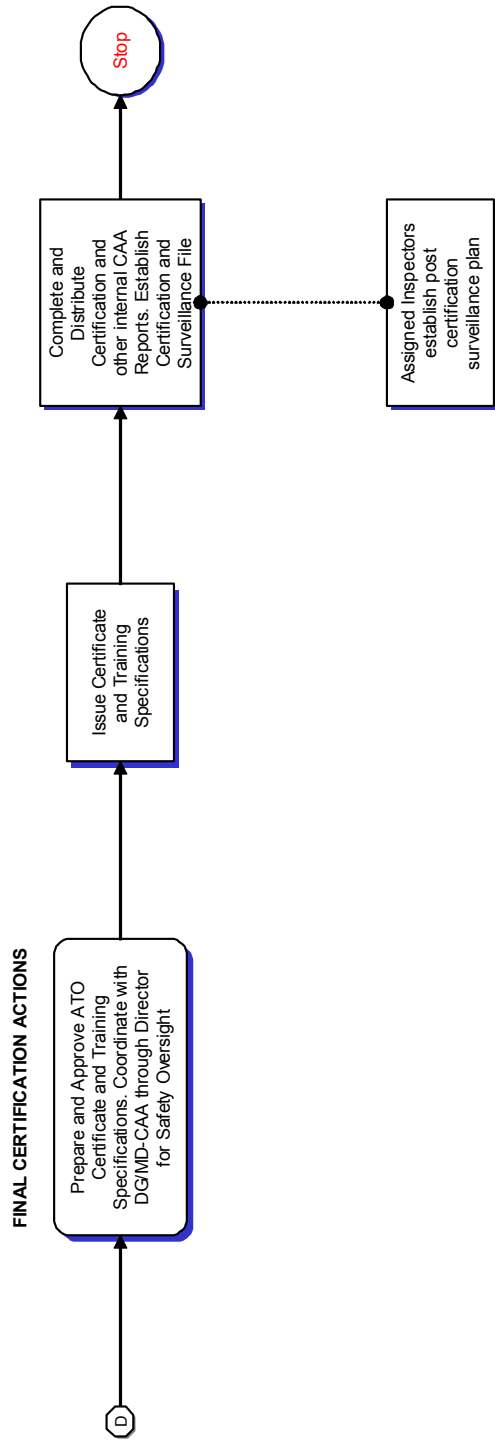 FINAL CERTIFICATION ACTIONS
D
Prepare and Approve ATO
Certificate and Training
Specifications. Coordinate with
DG/MD-CAA through Director
for Safety Oversight
Issue Certificate
and Training
Specifications
Complete and
Distribute
Certification and
other internal CAA
Reports. Establish
Certification and
Surveillance File
Stop
Assigned Inspectors
establish post
certification
surveillance plan